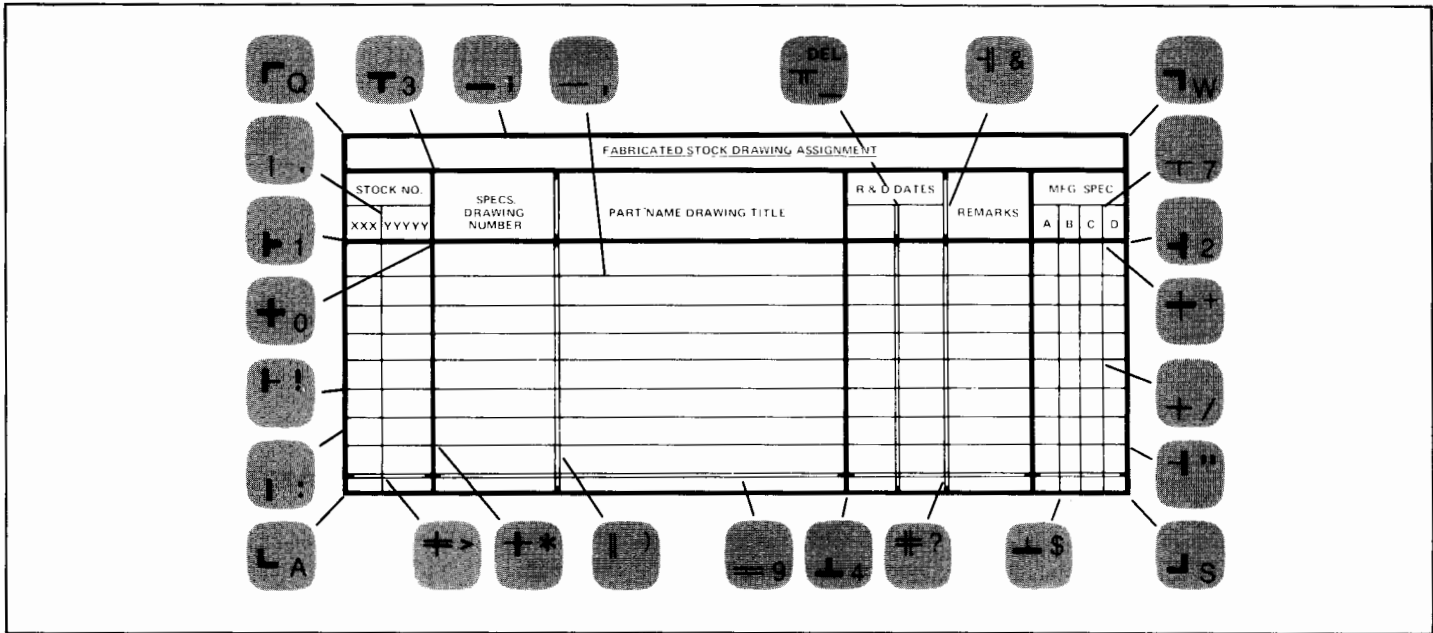 Q 3 1 , DEL _ & W
FABRICATED STOCK DRAWING ASSIGNMENT
. 7
STOCK NO. SPECS. DRAWING NUMBER PART NAME DRAWING TITLE R & D DATES REMARKS MFG SPEC
XXX YYYYY A B C D
1 2
0 +
! /
: "
A > * ) 9 4 ? $ S